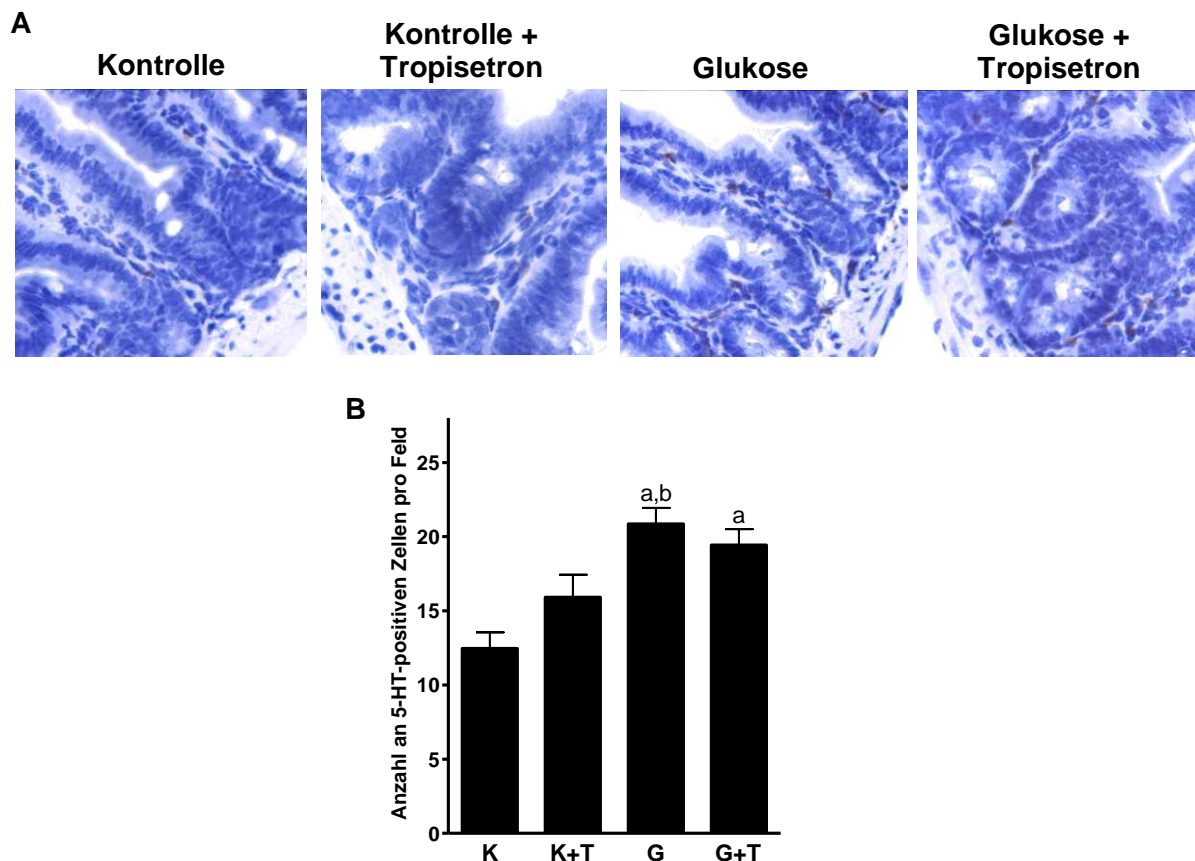 A
Kontrolle
Kontrolle +
Tropisetron
Glukose
Glukose +
Tropisetron
B
Anzahl an 5-HT-positiven Zellen pro Feld
25
20
15
10
5
0
a,b
a
K
K+T
G
G+T